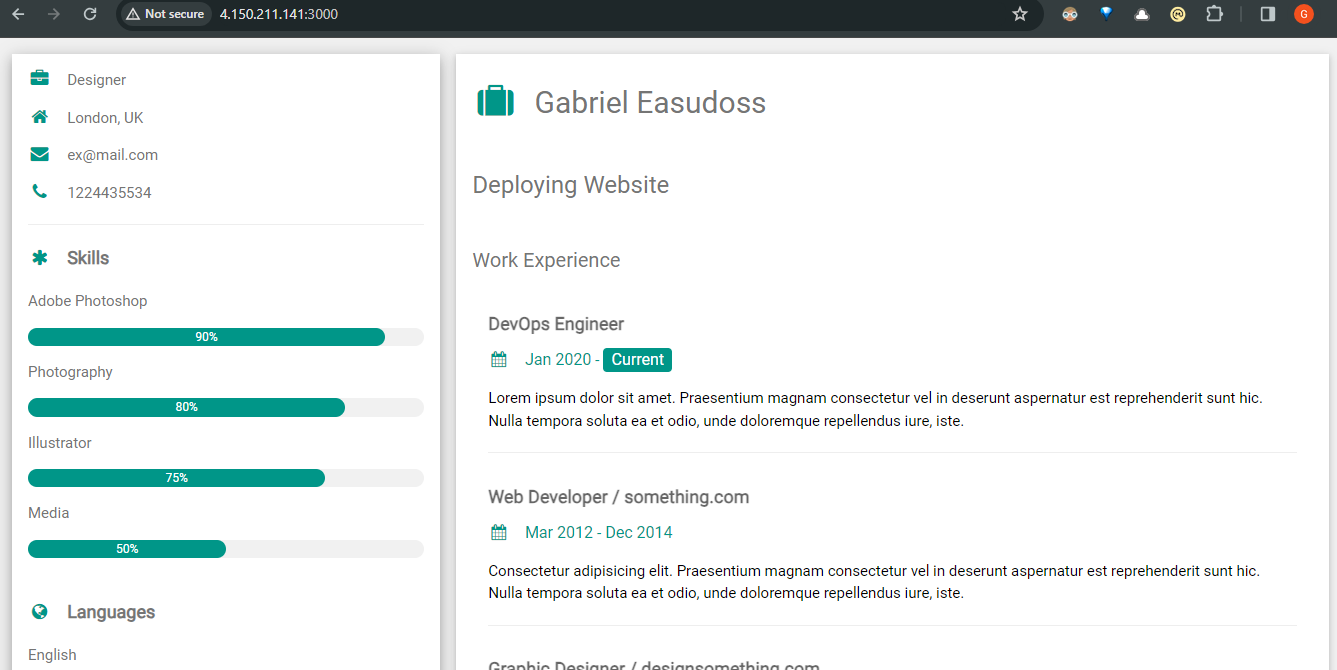 Not secure
4.150.211.141:3000
G
Designer
London, UK
ex@mail.com
1224435534
Skills
Adobe Photoshop
90%
Photography
80%
Illustrator
75%
Media
50%
Languages
English
Gabriel Easudoss
Deploying Website
Work Experience
DevOps Engineer
Jan 2020 - Current
Lorem ipsum dolor sit amet. Praesentium magnam consectetur vel in deserunt aspernatur est reprehenderit sunt hic.
Nulla tempora soluta ea et odio, unde doloremque repellendus iure, iste.
Web Developer / something.com
Mar 2012 - Dec 2014
Consectetur adipisicing elit. Praesentium magnam consectetur vel in deserunt aspernatur est reprehenderit sunt hic.
Nulla tempora soluta ea et odio, unde doloremque repellendus iure, iste.
Graphic Designer / designsomething.com